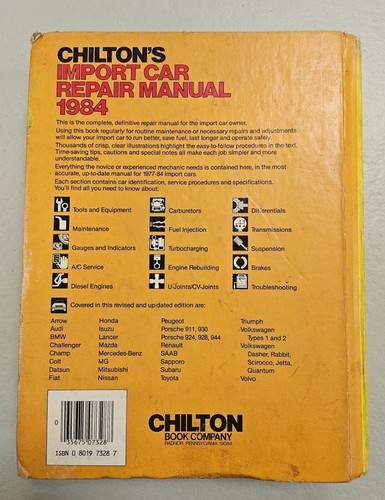 CHILTON'S
IMPORT CAR
REPAIR MANUAL
1984
This is the complete, definitive repair manual for the import car owner.
Using this book regularly for routine maintenance or necessary repairs and adjustments
will allow your import car to run better, save fuel, last longer and operate safely.
Thousands of crisp, clear illustrations highlight the easy-to-follow procedures in the text.
Time-saving tips, cautions and special notes all make each job simpler and more
understandable.
Everything the novice or experienced mechanic needs is contained here, in the most
accurate, up-to-date manual for 1977-84 import cars.
Each section contains car identification, service procedures and specifications.
You'll find all you need to know about:
Tools and Equipment
Maintenance
Gauges and Indicators
A/C Service
Diesel Engines
Carburetors
Fuel Injection
Turbocharging
Engine Rebuilding
U-Joints/CV-Joints
Differentials
Transmissions
Suspension
Brakes
Troubleshooting
Covered in this revised and up-dated edition are:
Arrow
Audi
BMW
Challenger
Champ
Colt
Datsun
Fiat
Honda
Isuzu
Lancer
Mazda
Mercedes-Benz
MG
Mitsubishi
Nissan
Peugeot
Porsche 911, 930
Porsche 924, 928, 944
Renault
SAAB
Sapporo
Subaru
Toyota
Triumph
Volkswagen
Types 1 and 2
Volkswagen
Dasher, Rabbit,
Scirocco, Jetta,
Quantum
Volvo
0
35675 07328
ISBN 0 8019 7328 7
CHILTON
BOOK COMPANY
RADNOR, PENNSYLVANIA 19089